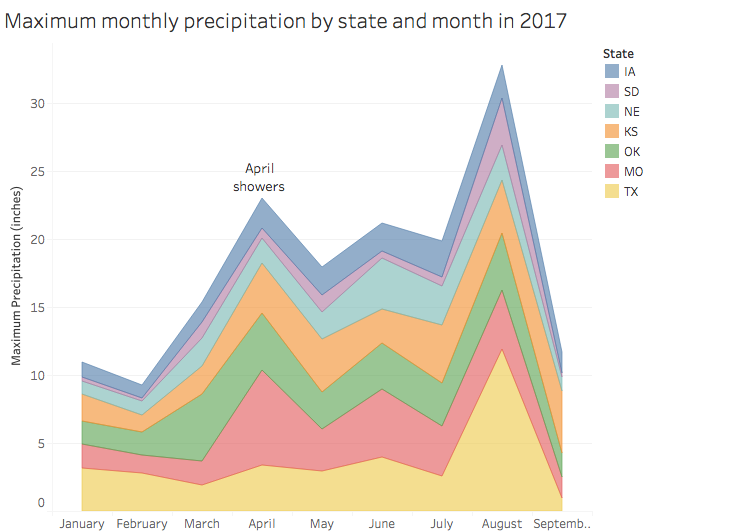 Maximum monthly precipitation by state and month in 2017
State
IA
SD
NE
KS
OK
MO
TX
April
showers
Maximum Precipitation (inches)
30
25
20
15
10
5
0
January February March April May June July August Septemb..